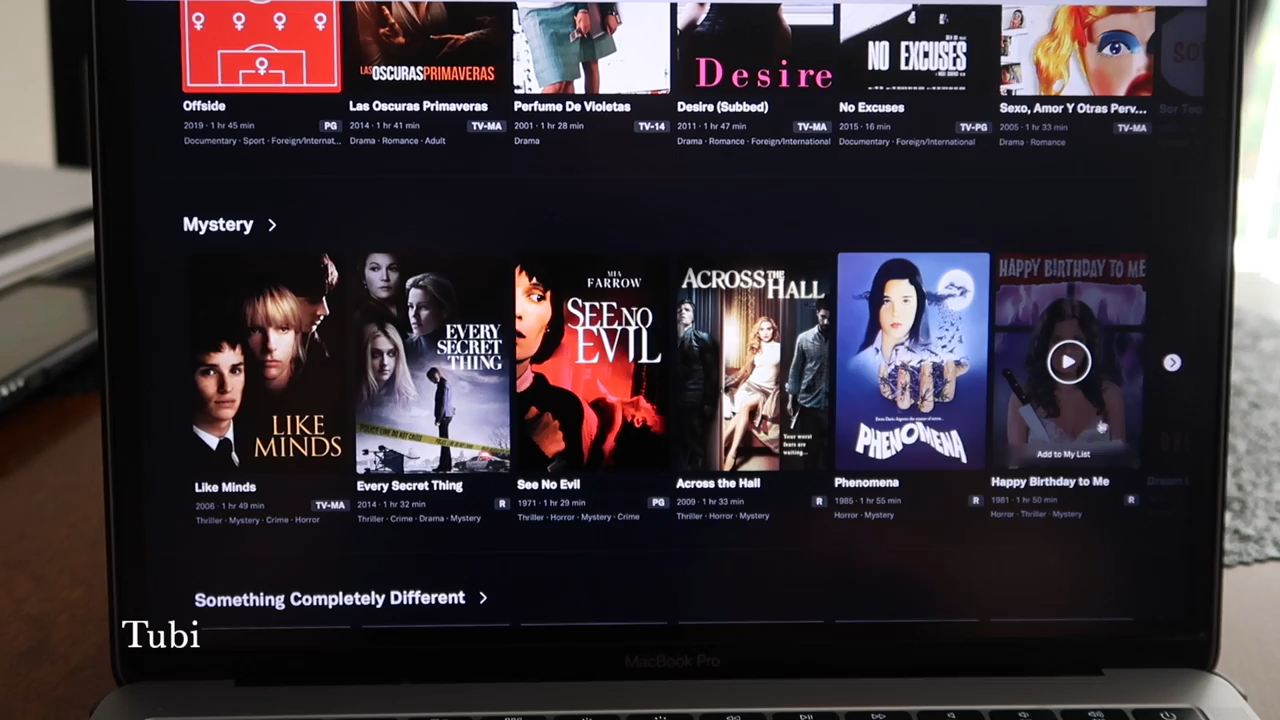 LAS OSCURAS PRIMAVERAS
Desire
NO EXCUSES
Offside
Las Oscuras Primaveras
Perfume De Violetas
Desire (Subbed)
No Excuses
Sexo, Amor Y Otras Perv...
2019 · 1 hr 45 min PG
2014 · 1 hr 41 min TV-MA
2001 · 1 hr 28 min TV-14
2011 · 1 hr 47 min TV-MA
2015 · 16 min TV-PG
2005 · 1 hr 33 min TV-MA
Documentary · Sport · Foreign/Internat...
Drama · Romance · Adult
Drama
Drama · Romance · Foreign/International
Documentary · Foreign/International
Drama · Romance
Mystery >
LIKE
MINDS
EVERY
SECRET
THING
MIA
FARROW
SEE NO
EVIL
ACROSS THE
HALL
Your worst
fears are
waiting...
PHENOMENA
HAPPY BIRTHDAY TO ME
Add to My List
Like Minds
Every Secret Thing
See No Evil
Across the Hall
Phenomena
Happy Birthday to Me
2006 · 1 hr 49 min TV-MA
2014 · 1 hr 32 min R
1971 · 1 hr 29 min PG
2009 · 1 hr 33 min R
1985 · 1 hr 55 min R
1981 · 1 hr 50 min R
Thriller · Mystery · Crime · Horror
Thriller · Crime · Drama · Mystery
Thriller · Horror · Mystery · Crime
Thriller · Horror · Mystery
Horror · Mystery
Horror · Thriller · Mystery
Something Completely Different >
Tubi
MacBook Pro